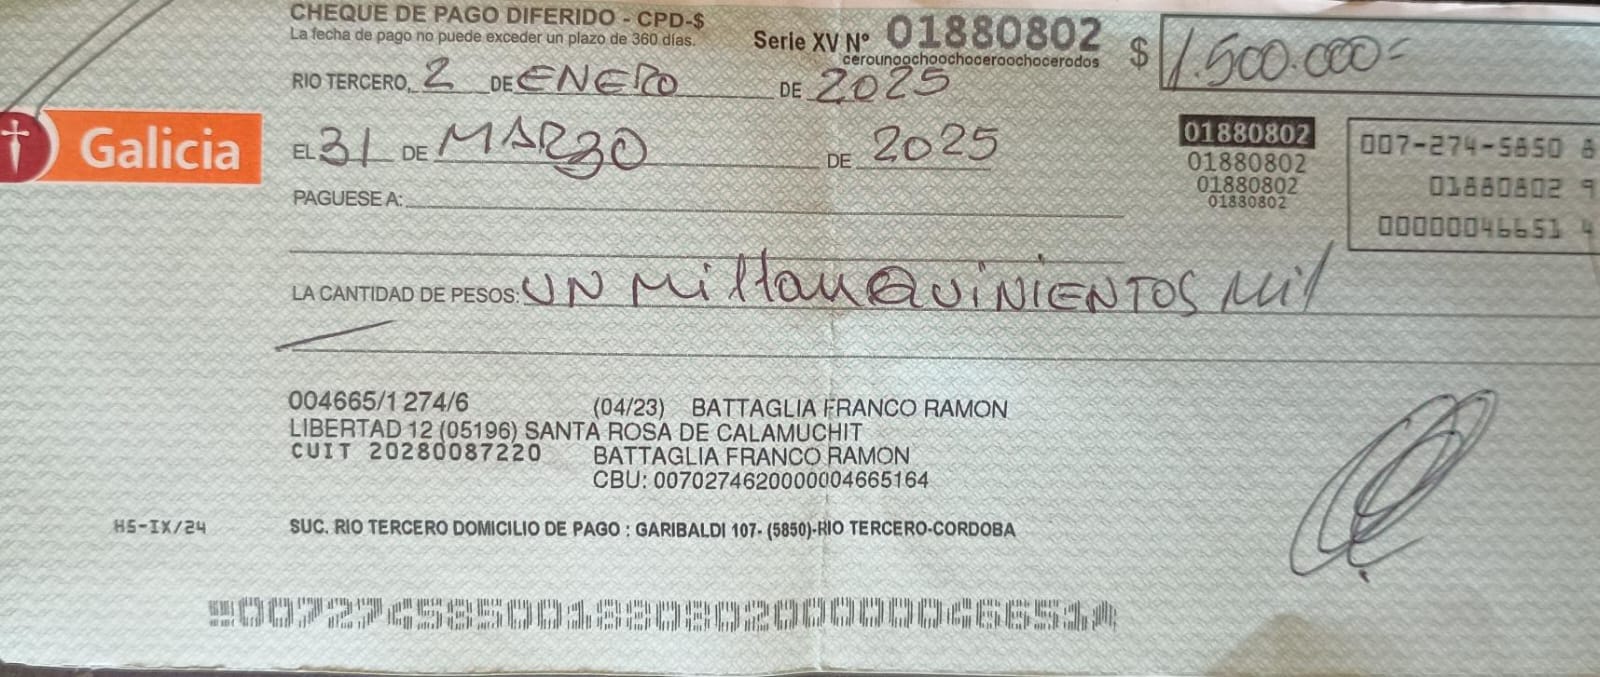 CHEQUE DE PAGO DIFERIDO - CPD-$
La fecha de pago no puede exceder un plazo de 360 días.
Serie XV Nº 01880802
cerounoochoochoceroochocerodos
$ 1.500.000=
RIO TERCERO, 2 DE ENERO DE 2025
Galicia
EL 31 DE MARZO DE 2025
01880802
01880802
01880802
01880802
007-274-5850 8
01880802 9
00000046651 4
PAGUESE A:
LA CANTIDAD DE PESOS: UN Millon QUINIENTOS Mil
004665/1 274/6 (04/23) BATTAGLIA FRANCO RAMON
LIBERTAD 12 (05196) SANTA ROSA DE CALAMUCHIT
CUIT 20280087220 BATTAGLIA FRANCO RAMON
CBU: 0070274620000004665164
HS-IX/24
SUC. RIO TERCERO DOMICILIO DE PAGO : GARIBALDI 107- (5850)-RIO TERCERO-CORDOBA
00727458500188080200000046651